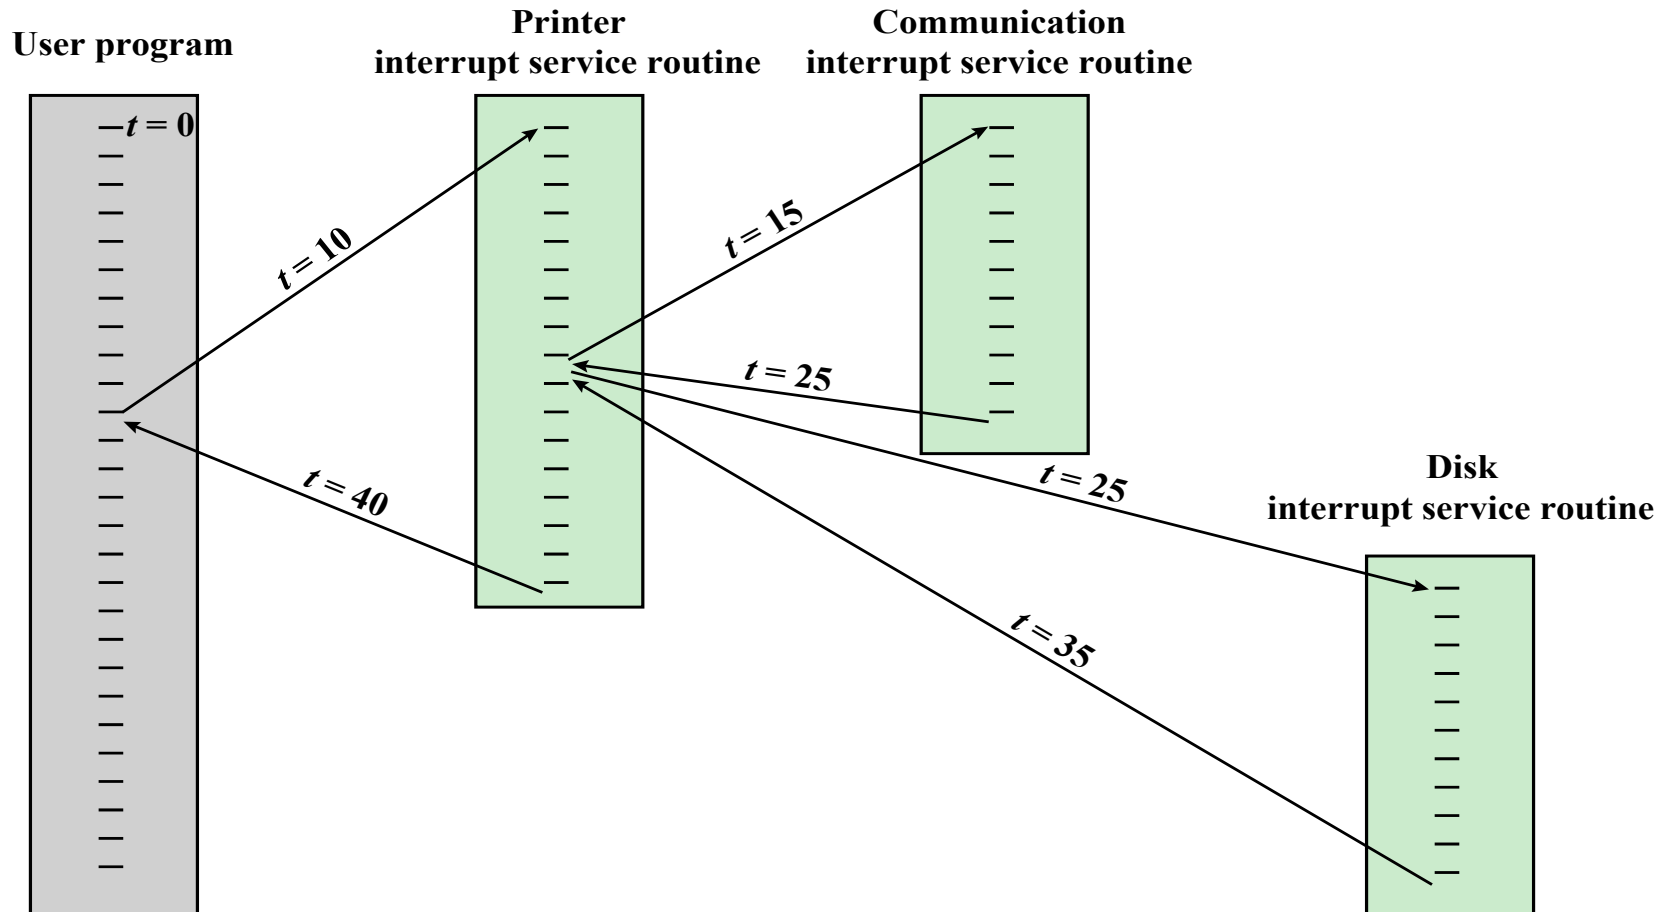 User program
Printer
interrupt service routine
Communication
interrupt service routine
t = 0
t = 10
t = 15
t = 25
t = 25
t = 40
Disk
interrupt service routine
t = 35